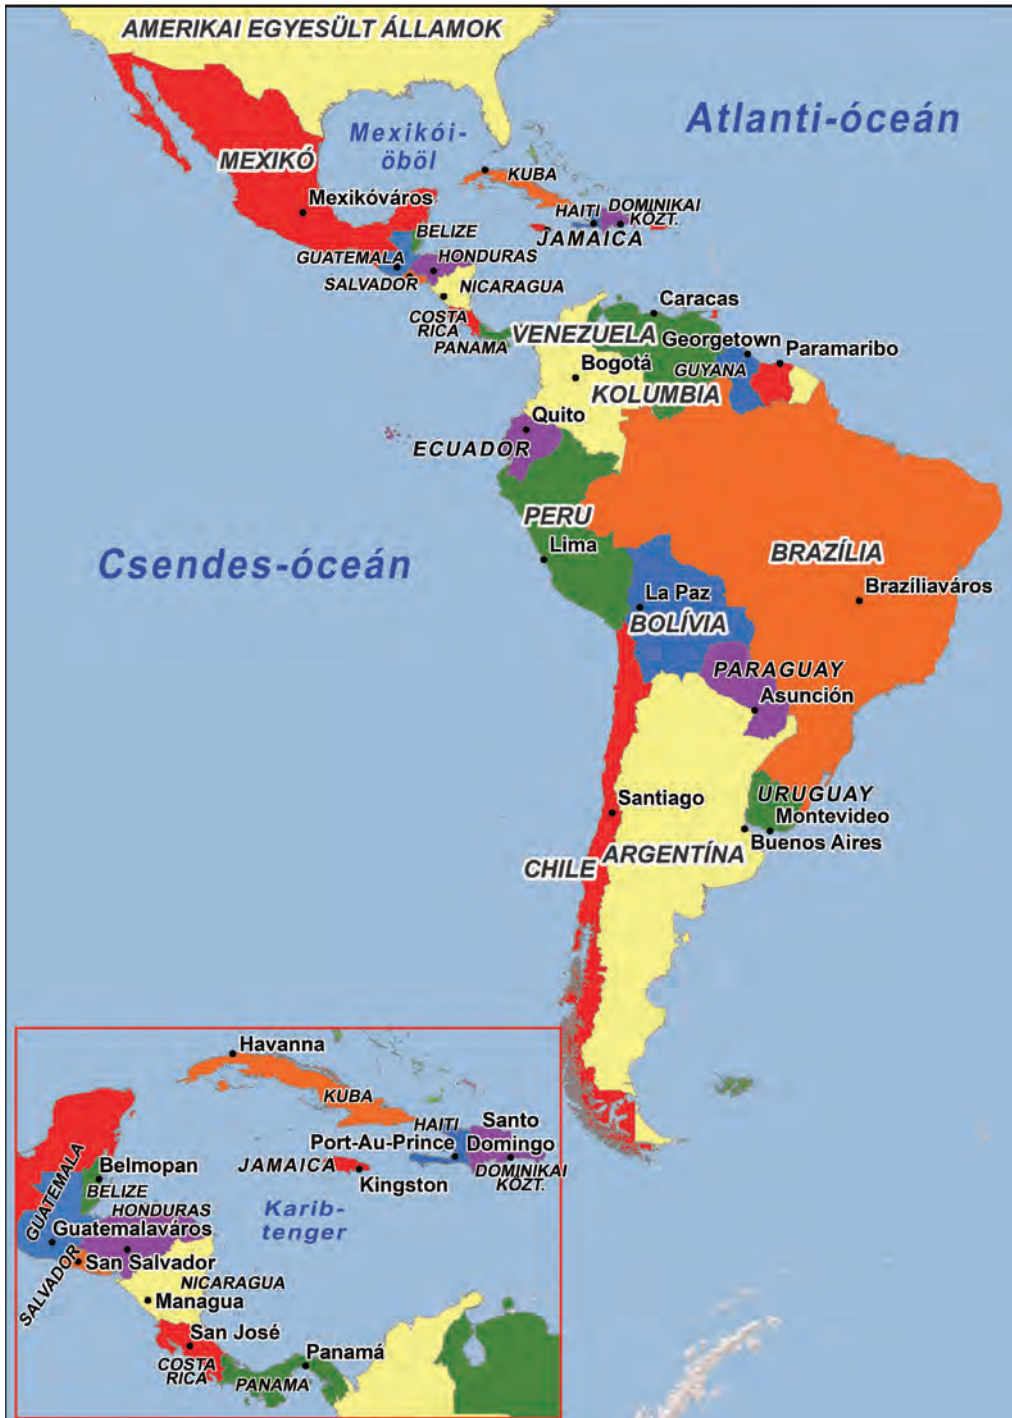 AMERIKAI EGYESÜLT ÁLLAMOK
Atlanti-óceán
Mexikói-
öböl
MEXIKÓ
KUBA
Mexikóváros
HAITI
DOMINIKAI
KÖZT.
JAMAICA
BELIZE
GUATEMALA
HONDURAS
SALVADOR
NICARAGUA
COSTA
RICA
PANAMA
Caracas
VENEZUELA
Georgetown
Paramaribo
Bogotá
GUYANA
KOLUMBIA
Quito
ECUADOR
PERU
Lima
BRAZÍLIA
Csendes-óceán
Brazíliaváros
La Paz
BOLÍVIA
PARAGUAY
Asunción
Santiago
URUGUAY
Montevideo
Buenos Aires
CHILE
ARGENTÍNA
Havanna
KUBA
HAITI
Santo
Domingo
Port-Au-Prince
JAMAICA
DOMINIKAI
KÖZT.
Kingston
Belmopan
BELIZE
GUATEMALA
HONDURAS
Karib-
tenger
Guatemalaváros
San Salvador
SALVADOR
NICARAGUA
Managua
San José
COSTA
RICA
Panamá
PANAMA